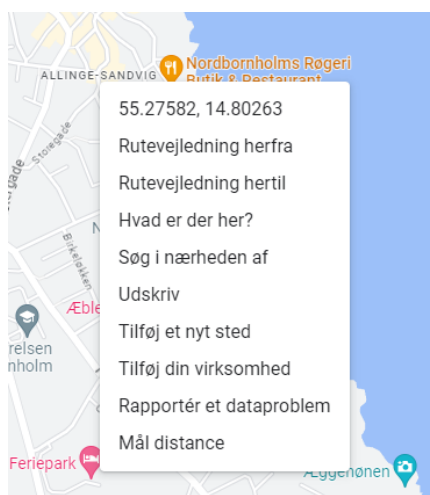 Nordbornholms Røgeri
Butik & Restaurant
ALLINGE-SANDVIG
55.27582, 14.80263
Storegade
Rutevejledning herfra
Rutevejledning hertil
Hvad er der her?
Birkeløkken
Søg i nærheden af
Udskriv
Æble
Tilføj et nyt sted
relsen
nholm
Tilføj din virksomhed
Rapportér et dataproblem
Mål distance
Feriepark
Æggehønen